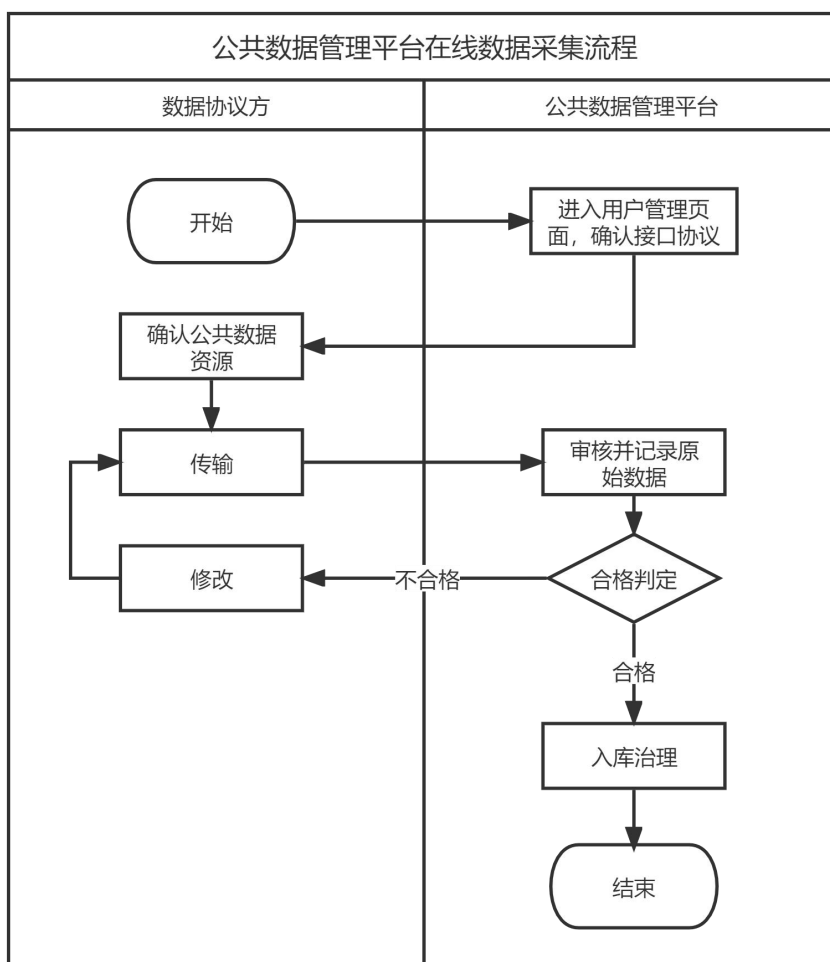 公共数据管理平台在线数据采集流程
数据协议方
公共数据管理平台
开始
进入用户管理页
面，确认接口协议
确认公共数据
资源
传输
审核并记录原
始数据
修改
不合格
合格判定
合格
入库治理
结束